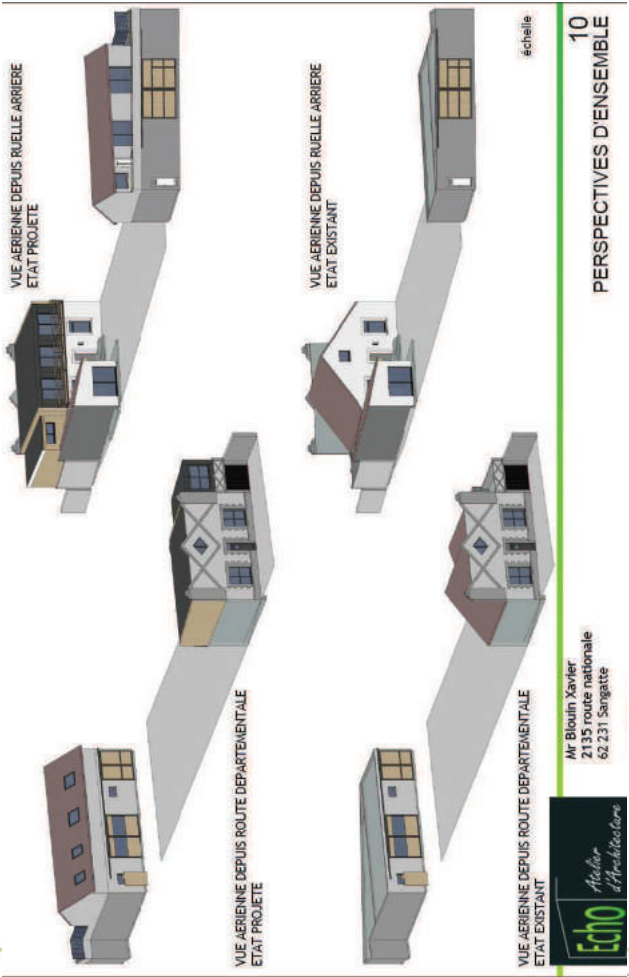 VUE AERIENNE DEPUIS ROUTE DEPARTEMENTALE
ETAT PROJETE
VUE AERIENNE DEPUIS RUELLE ARRIERE
ETAT PROJETE
VUE AERIENNE DEPUIS ROUTE DEPARTEMENTALE
ETAT EXISTANT
VUE AERIENNE DEPUIS RUELLE ARRIERE
ETAT EXISTANT
échelle
Echo
Atelier
d'Architecture
Mr Blouin Xavier
2135 route nationale
62 231 Sangatte
10
PERSPECTIVES D'ENSEMBLE